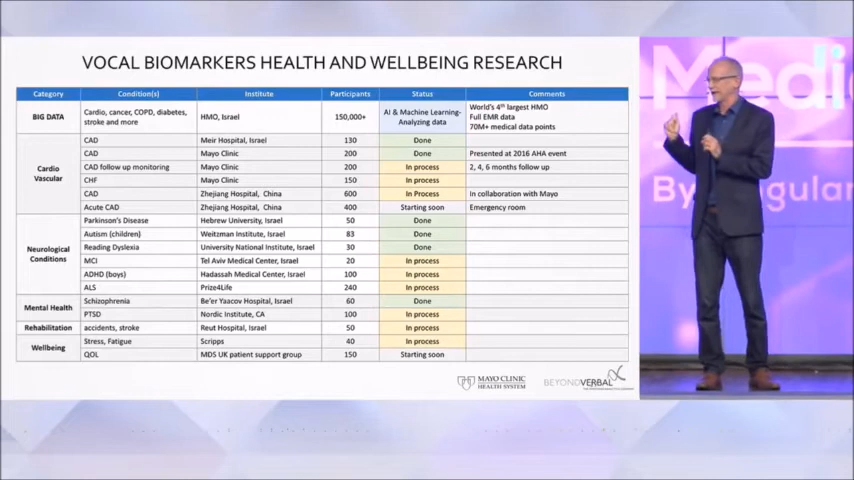 VOCAL BIOMARKERS HEALTH AND WELLBEING RESEARCH
Category Condition(s) Institute Participants Status Comments
BIG DATA Cardio, cancer, COPD, diabetes, stroke and more HMO, Israel 150,000+ AI & Machine Learning- Analyzing data World's 4th largest HMO
Full EMR data
70M+ medical data points
Cardio Vascular CAD Meir Hospital, Israel 130 Done
CAD Mayo Clinic 200 Done Presented at 2016 AHA event
CAD follow up monitoring Mayo Clinic 200 In process 2, 4, 6 months follow up
CHF Mayo Clinic 150 In process
CAD Zhejiang Hospital, China 600 In Process In collaboration with Mayo
Acute CAD Zhejiang Hospital, China 400 Starting soon Emergency room
Neurological Conditions Parkinson's Disease Hebrew University, Israel 50 Done
Autism (children) Weitzman Institute, Israel 83 Done
Reading Dyslexia University National Institute, Israel 30 Done
MCI Tel Aviv Medical Center, Israel 20 In process
ADHD (boys) Hadassah Medical Center, Israel 100 In process
ALS Prize4Life 240 In process
Mental Health Schizophrenia Be'er Yaacov Hospital, Israel 60 Done
PTSD Nordic Institute, CA 100 In process
Rehabilitation accidents, stroke Reut Hospital, Israel 50 In process
Wellbeing Stress, Fatigue Scripps 40 In process
QOL MDS UK patient support group 150 Starting soon
MAYO CLINIC
HEALTH SYSTEM
BEYONDVERBAL
Medi
By
ngular